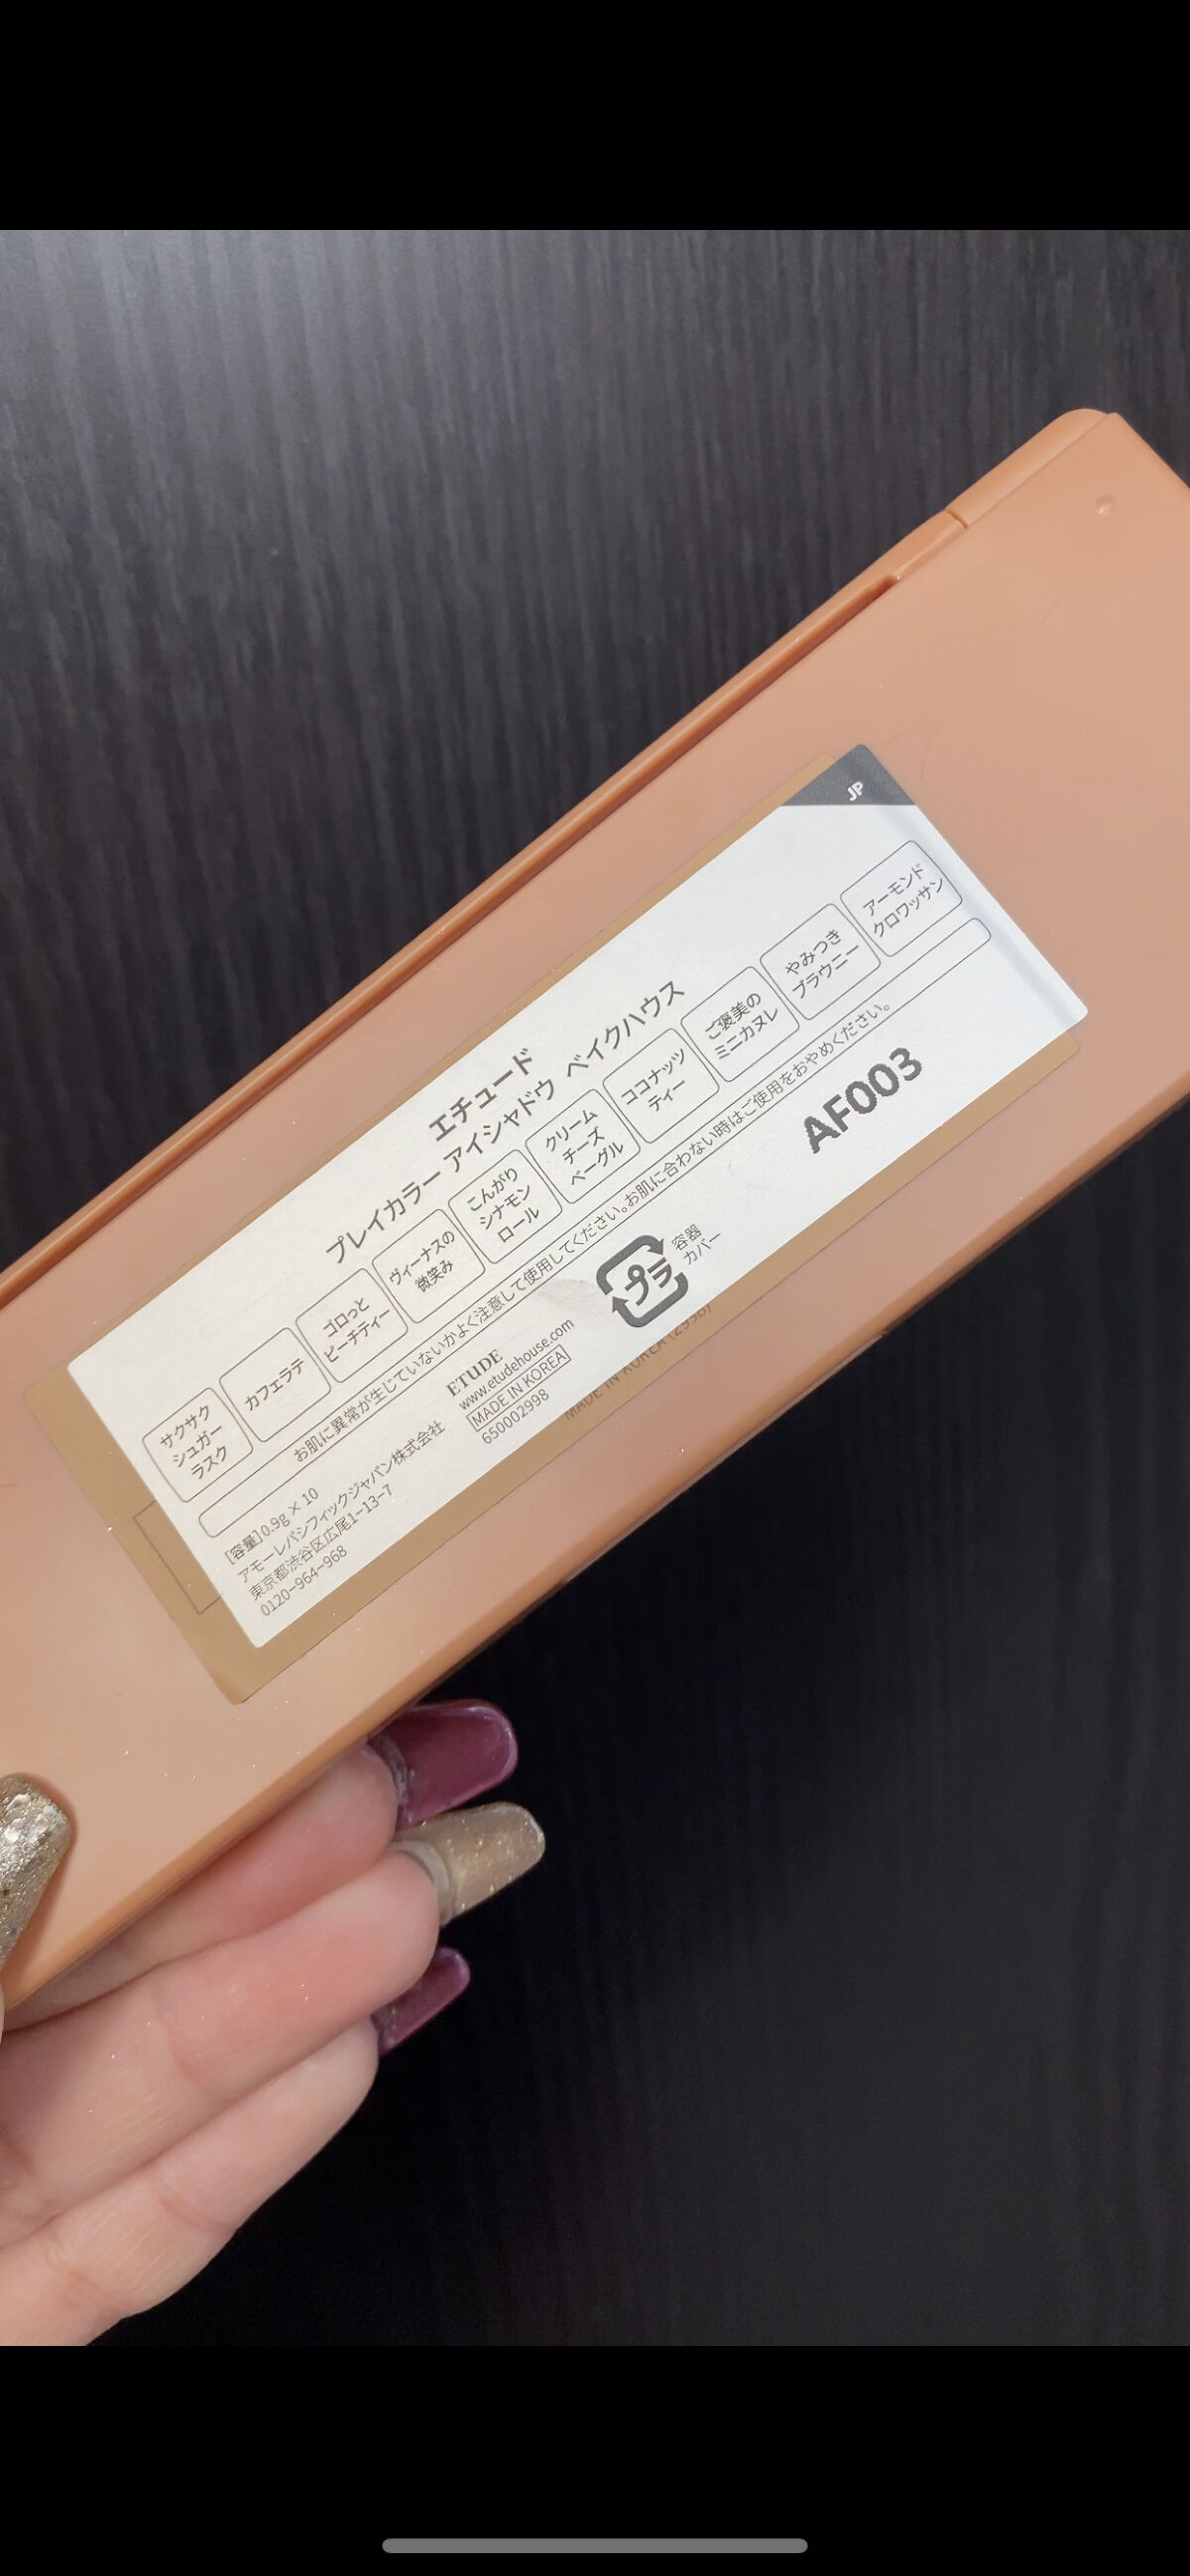 JP
エチュード
プレイカラー アイシャドウ ベイクハウス
サクサク
シュガー
ラスク
カフェラテ
ゴロっと
ピーチティー
ヴィーナスの
微笑み
こんがり
シナモン
ロール
クリーム
チーズ
ベーグル
ココナッツ
ティー
ご褒美の
ミニカヌレ
やみつき
ブラウニー
アーモンド
クロワッサン
お肌に異常が生じていないかよく注意して使用してください。お肌に合わない時はご使用をおやめください。
[容量]0.9g × 10
アモーレパシフィックジャパン株式会社
東京都渋谷区広尾1-13-7
0120-964-968
ETUDE
www.etudehouse.com
MADE IN KOREA
650002998
プラ
容器
カバー
AF003
MADE IN KOREA (2998)